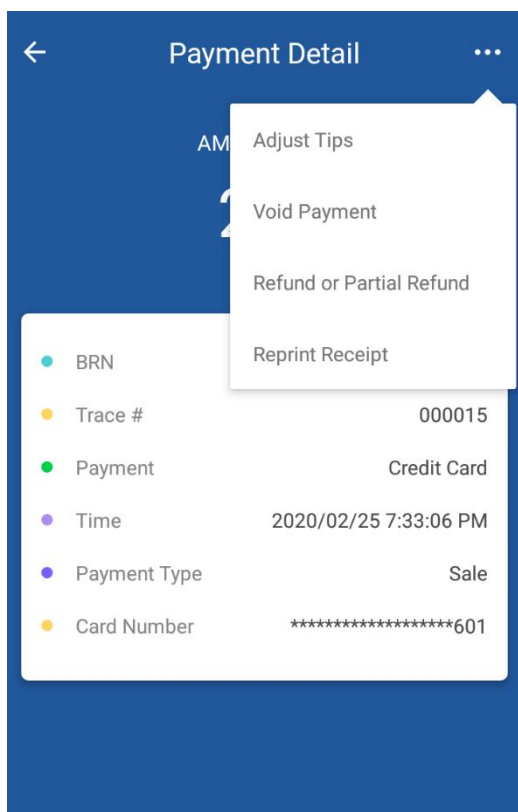 Payment Detail
Adjust Tips
Void Payment
Refund or Partial Refund
Reprint Receipt
BRN
Trace # 000015
Payment Credit Card
Time 2020/02/25 7:33:06 PM
Payment Type Sale
Card Number *******************601